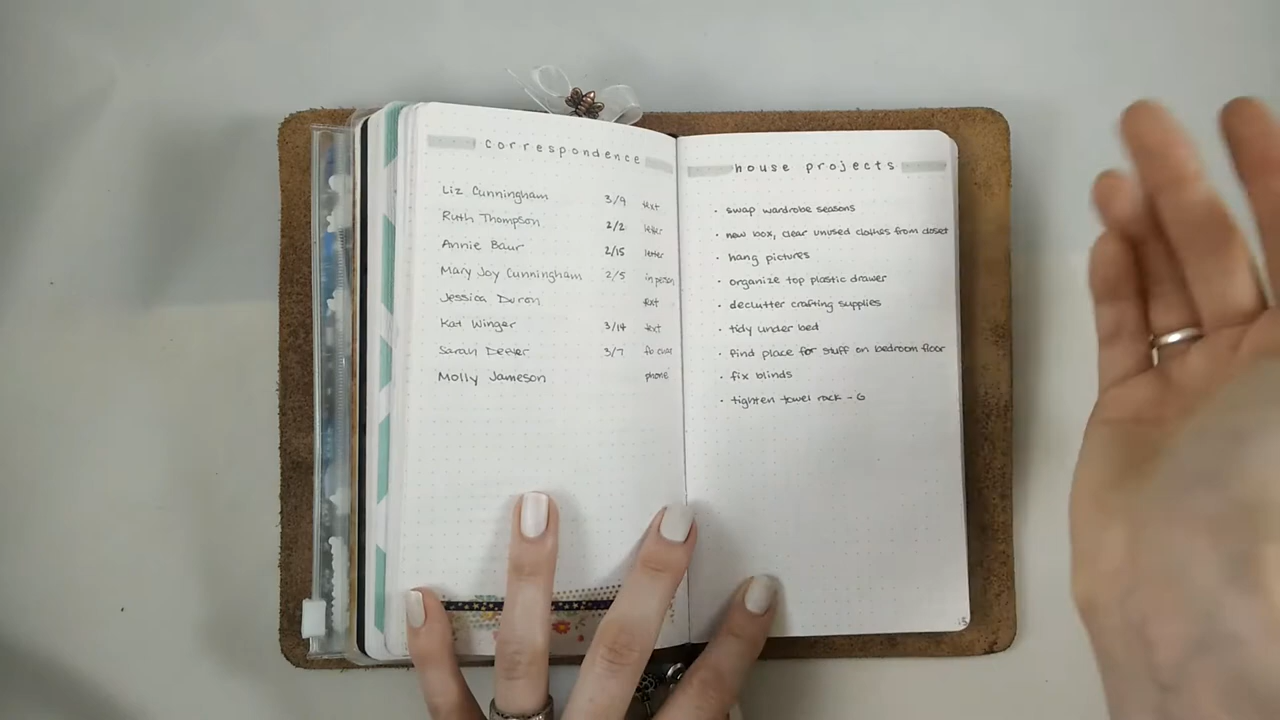 correspondence
Liz Cunningham 3/9 text
Ruth Thompson 2/2 letter
Annie Baur 2/15 letter
Mary Joy Cunningham 2/5 in person
Jessica Duron text
Kat Winger 3/14 text
Sarah 3/7 fb chat
Molly Jameson phone
house projects
· swap wardrobe seasons
· new box, clear unused clothes from closet
· hang pictures
· organize top plastic drawer
· declutter crafting supplies
· tidy under bed
· find place for stuff on bedroom floor
· fix blinds
· tighten towel rack - G